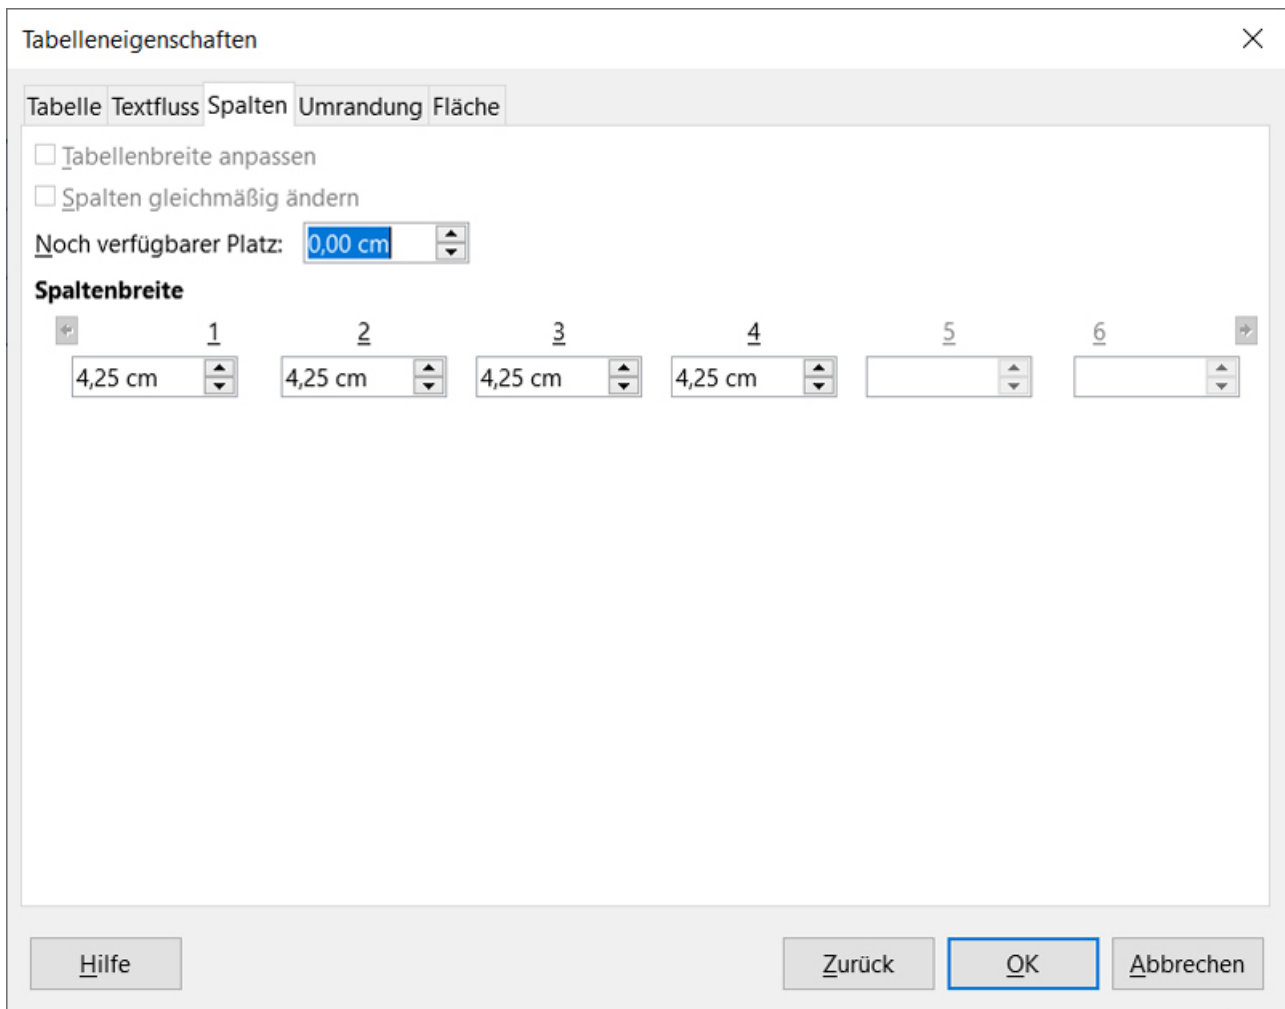 Tabelleneigenschaften
Tabelle Textfluss Spalten Umrandung Fläche
Tabellenbreite anpassen
Spalten gleichmäßig ändern
Noch verfügbarer Platz: 0,00 cm
Spaltenbreite
1 2 3 4 5 6
4,25 cm 4,25 cm 4,25 cm 4,25 cm
Hilfe Zurück OK Abbrechen